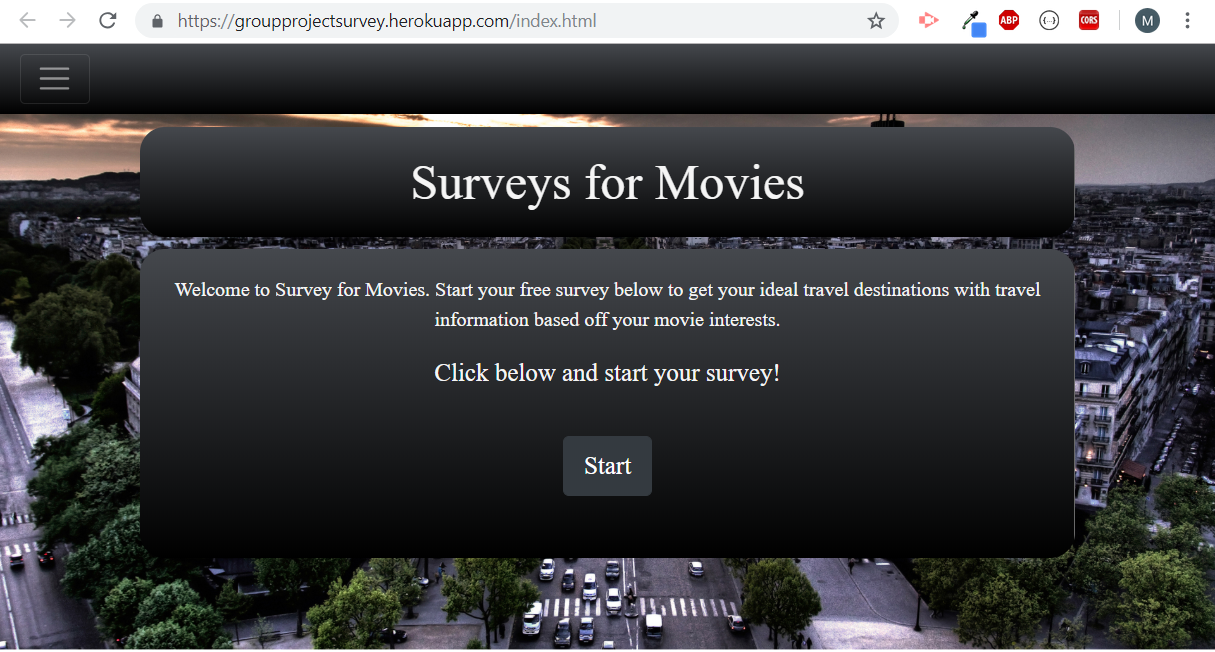 https://groupprojectsurvey.herokuapp.com/index.html
ABP
{··}
CORS
M
Surveys for Movies
Welcome to Survey for Movies. Start your free survey below to get your ideal travel destinations with travel
information based off your movie interests.
Click below and start your survey!
Start